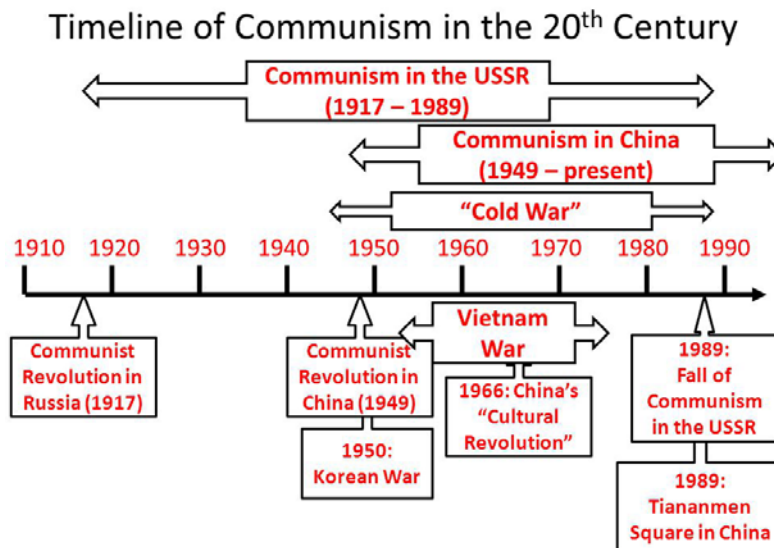 Timeline of Communism in the 20th Century
Communism in the USSR
(1917 – 1989)
Communism in China
(1949 – present)
“Cold War”
1910 1920 1930 1940 1950 1960 1970 1980 1990
Communist
Revolution in
Russia (1917)
Communist
Revolution in
China (1949)
1950:
Korean War
Vietnam
War
1966: China’s
“Cultural
Revolution”
1989:
Fall of
Communism
in the USSR
1989:
Tiananmen
Square in China